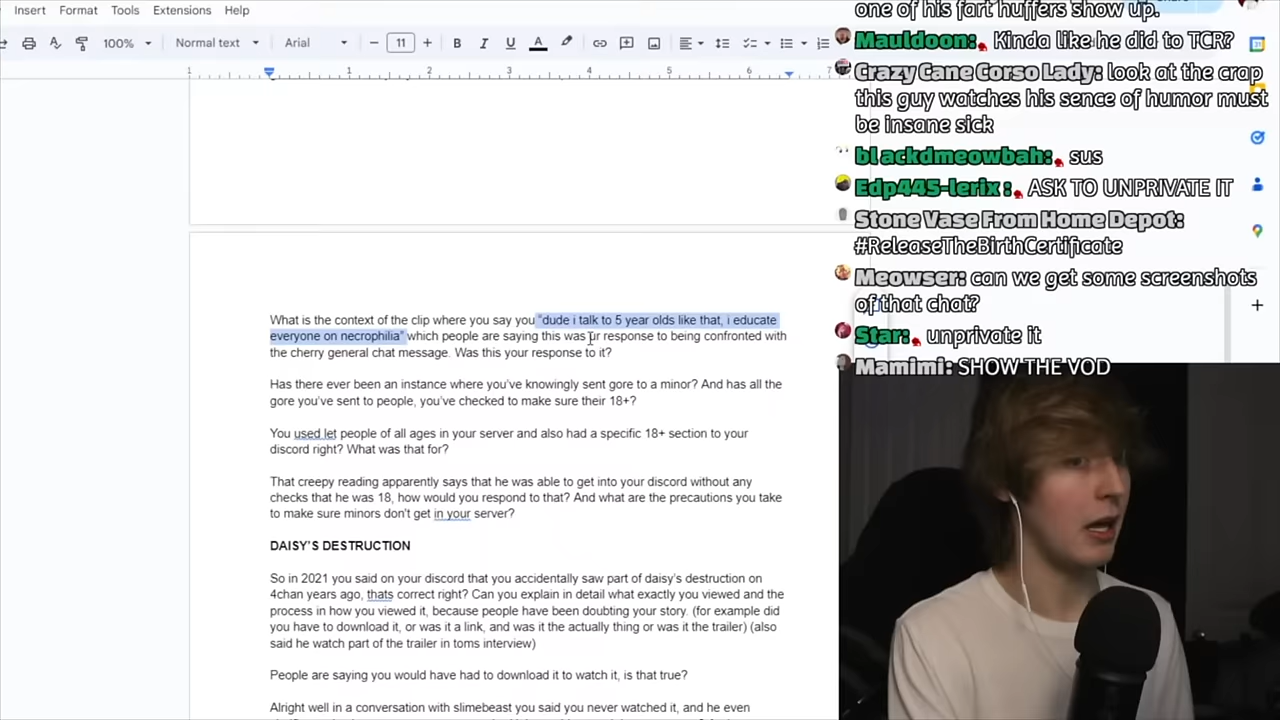 Insert Format Tools Extensions Help
100% Normal text Arial 11 B I U A
1 1 2 3 4 5 6 7
What is the context of the clip where you say you "dude i talk to 5 year olds like that, i educate
everyone on necrophilia" which people are saying this was ur response to being confronted with
the cherry general chat message. Was this your response to it?
Has there ever been an instance where you've knowingly sent gore to a minor? And has all the
gore you've sent to people, you've checked to make sure their 18+?
You used let people of all ages in your server and also had a specific 18+ section to your
discord right? What was that for?
That creepy reading apparently says that he was able to get into your discord without any
checks that he was 18, how would you respond to that? And what are the precautions you take
to make sure minors don't get in your server?
DAISY'S DESTRUCTION
So in 2021 you said on your discord that you accidentally saw part of daisy's destruction on
4chan years ago, thats correct right? Can you explain in detail what exactly you viewed and the
process in how you viewed it, because people have been doubting your story. (for example did
you have to download it, or was it a link, and was it the actually thing or was it the trailer) (also
said he watch part of the trailer in toms interview)
People are saying you would have had to download it to watch it, is that true?
Alright well in a conversation with slimebeast you said you never watched it, and he even
one of his fart huffers show up.
Mauldoon: Kinda like he did to TCR?
Crazy Cane Corso Lady: look at the crap
this guy watches his sence of humor must
be insane sick
bl ackdmeowbah: sus
Edp445-lerix : ASK TO UNPRIVATE IT
Stone Vase From Home Depot:
#ReleaseTheBirthCertificate
Meowser: can we get some screenshots
of that chat?
Star: unprivate it
Mamimi: SHOW THE VOD